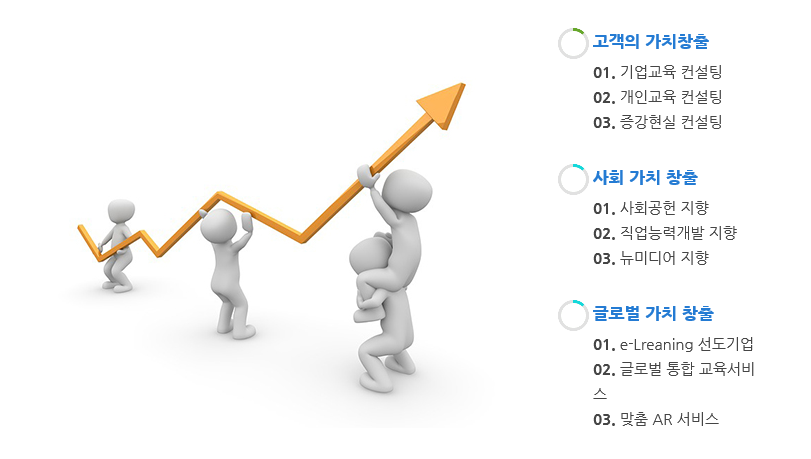 고객의 가치창출
01. 기업교육 컨설팅
02. 개인교육 컨설팅
03. 증강현실 컨설팅
사회 가치 창출
01. 사회공헌 지향
02. 직업능력개발 지향
03. 뉴미디어 지향
글로벌 가치 창출
01. e-Lreaning 선도기업
02. 글로벌 통합 교육서비
스
03. 맞춤 AR 서비스